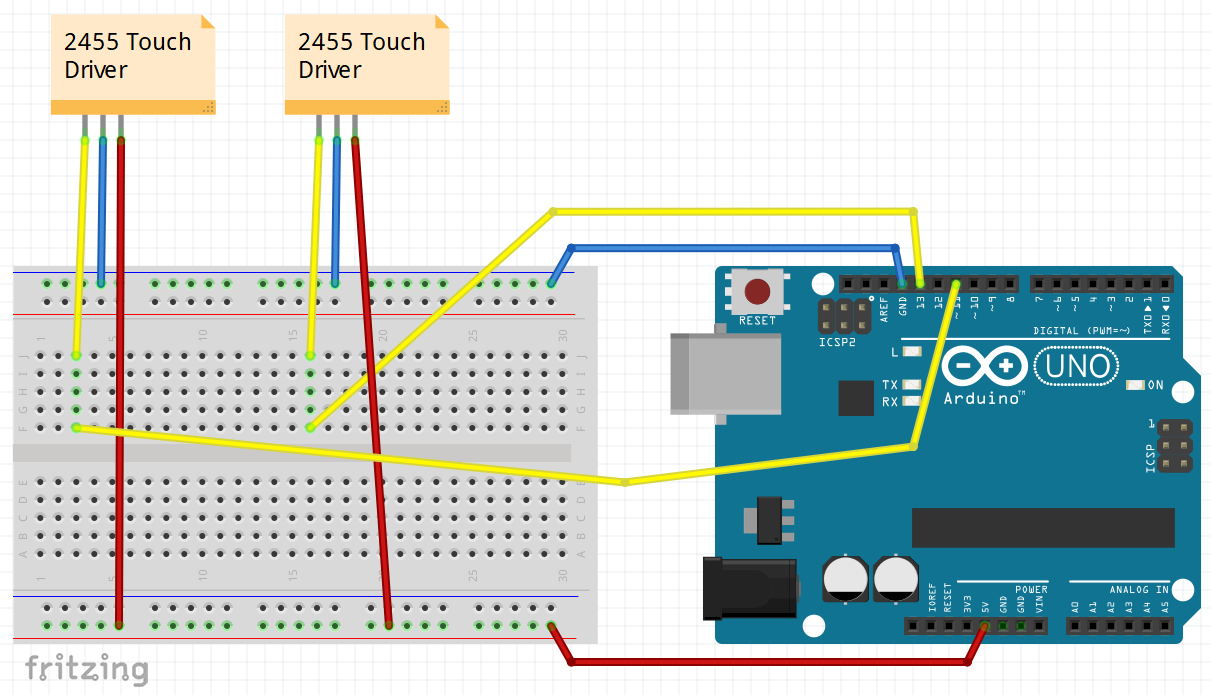 2455 Touch
Driver
2455 Touch
Driver
1 5 10 15 20 25 30
J J
I I
H H
G G
F F
E E
D D
C C
B B
A A
1 5 10 15 20 25 30
RESET
ICSP2
AREF
GND
13
12
~11
~10
~9
8
7
~6
~5
4
~3
2
TX0 ▶ 1
RX0 ◀ 0
DIGITAL (PWM=~)
L
TX
RX
UNO
Arduino™
ON
1
ICSP
IOREF
RESET
3V3
5V
GND
GND
VIN
POWER
ANALOG IN
A0
A1
A2
A3
A4
A5
fritzing